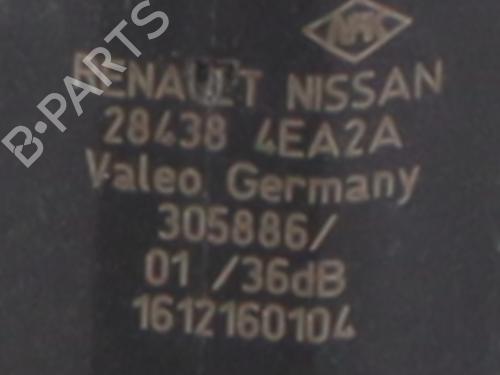 RENAULT NISSAN
28438 4EA2A
Valeo Germany
305886/
01 /36dB
1612160104
B-PARTS